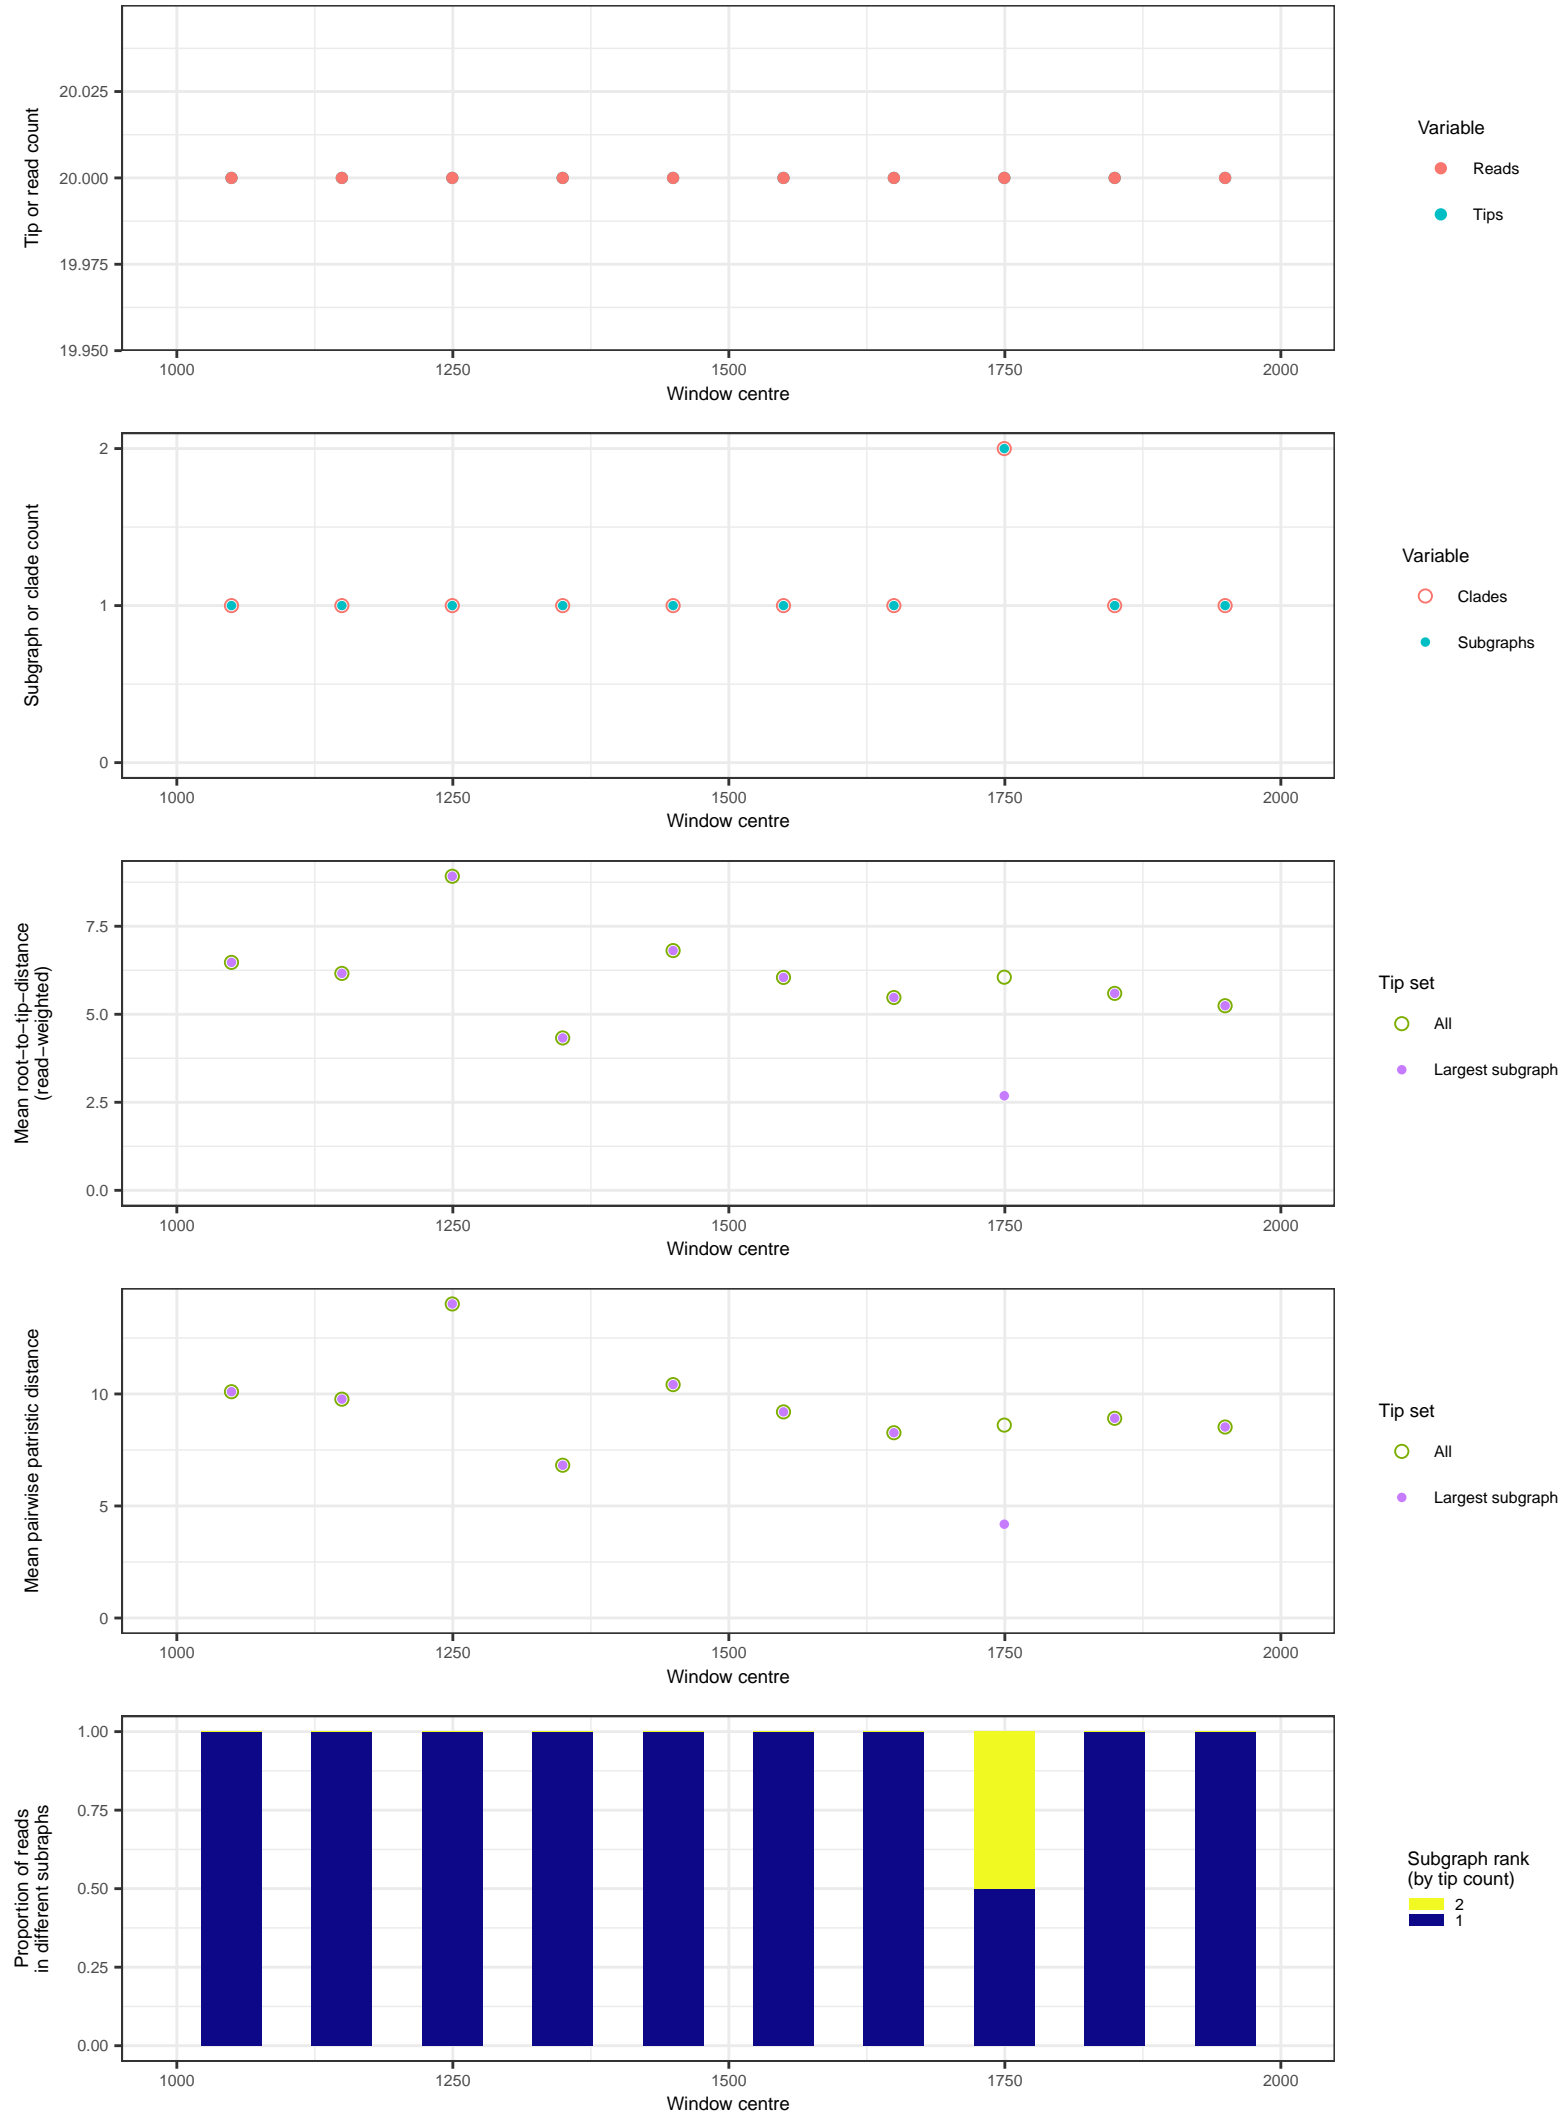 Tip or read count
20.025
20.000
19.975
19.950
1000
1250
1500
1750
2000
Window centre
Variable
Reads
Tips
Subgraph or clade count
2
1
0
1000
1250
1500
1750
2000
Window centre
Variable
Clades
Subgraphs
Mean root−to−tip−distance
(read−weighted)
7.5
5.0
2.5
0.0
1000
1250
1500
1750
2000
Window centre
Tip set
All
Largest subgraph
Mean pairwise patristic distance
10
5
0
1000
1250
1500
1750
2000
Window centre
Tip set
All
Largest subgraph
Proportion of reads
in different subraphs
1.00
0.75
0.50
0.25
0.00
1000
1250
1500
1750
2000
Window centre
Subgraph rank
(by tip count)
2
1